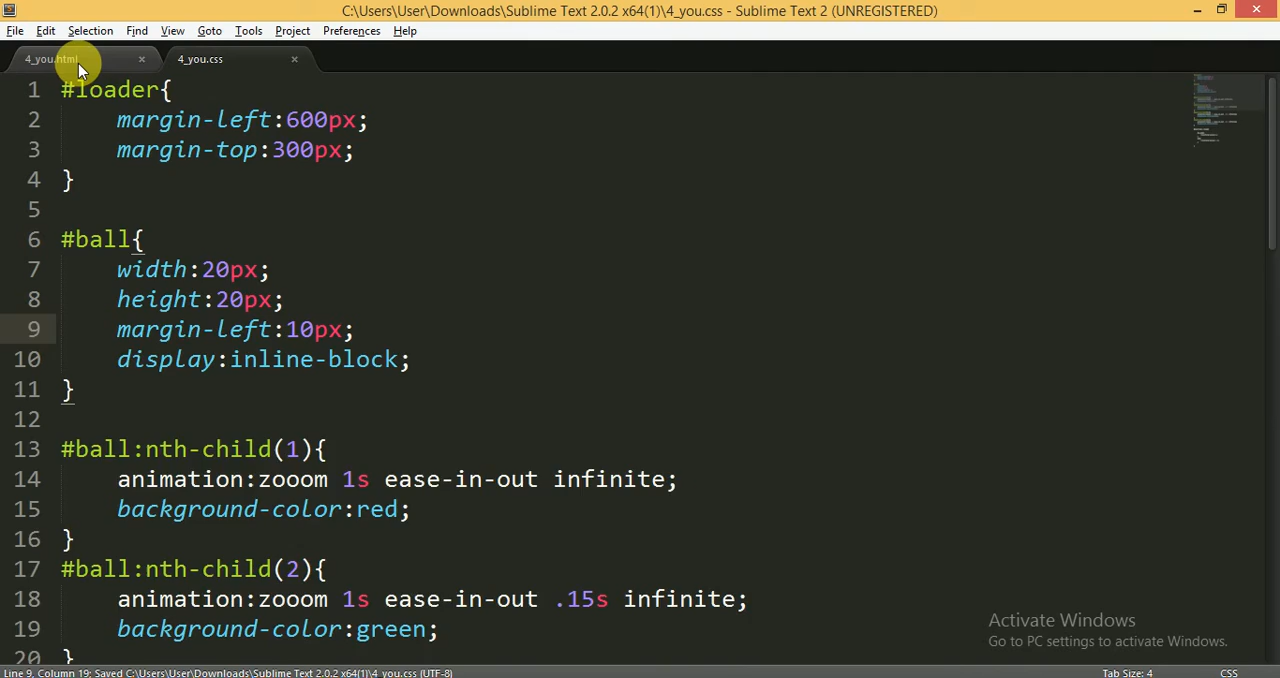 C:\Users\User\Downloads\Sublime Text 2.0.2 x64(1)\4_you.css - Sublime Text 2 (UNREGISTERED)
File Edit Selection Find View Goto Tools Project Preferences Help
4_you.html × 4_you.css ×
1 #loader{
2 margin-left:600px;
3 margin-top:300px;
4 }
5
6 #ball{
7 width:20px;
8 height:20px;
9 margin-left:10px;
10 display:inline-block;
11 }
12
13 #ball:nth-child(1){
14 animation:zooom 1s ease-in-out infinite;
15 background-color:red;
16 }
17 #ball:nth-child(2){
18 animation:zooom 1s ease-in-out .15s infinite;
19 background-color:green;
20 }
Activate Windows
Go to PC settings to activate Windows.
Line 9, Column 19; Saved C:\Users\User\Downloads\Sublime Text 2.0.2 x64(1)\4_you.css (UTF-8) Tab Size: 4 CSS